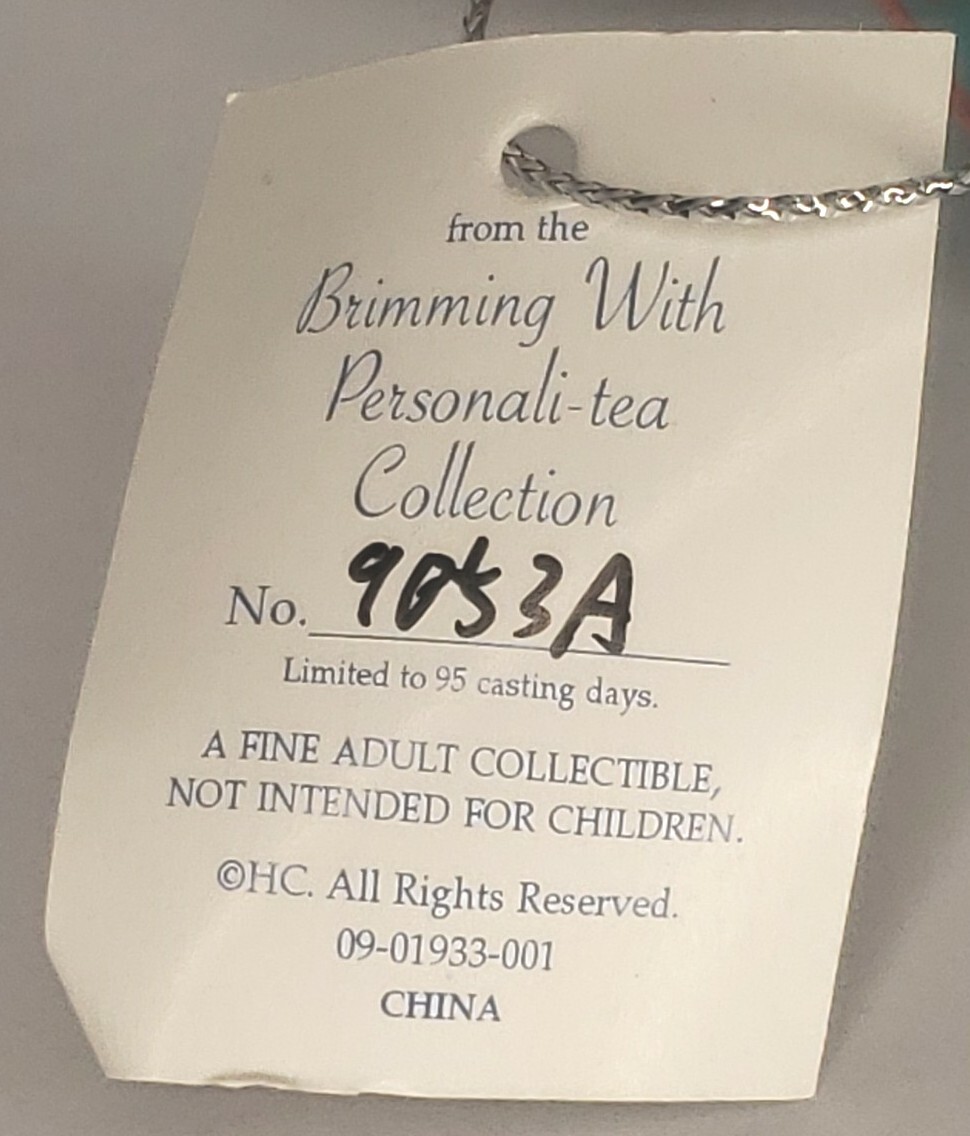 from the
Brimming With
Personali-tea
Collection
No. 9053A
Limited to 95 casting days.
A FINE ADULT COLLECTIBLE,
NOT INTENDED FOR CHILDREN.
©HC. All Rights Reserved.
09-01933-001
CHINA